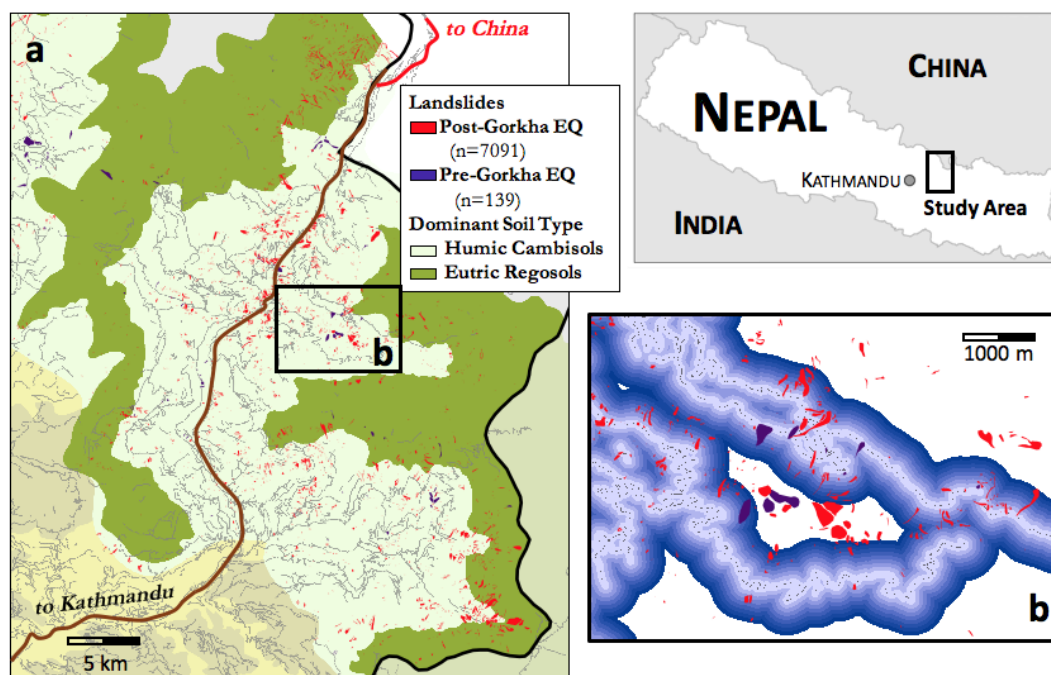 a
to China
Landslides
Post-Gorkha EQ
(n=7091)
Pre-Gorkha EQ
(n=139)
Dominant Soil Type
Humic Cambisols
Eutric Regosols
b
to Kathmandu
5 km
CHINA
NEPAL
KATHMANDU
Study Area
INDIA
1000 m
b